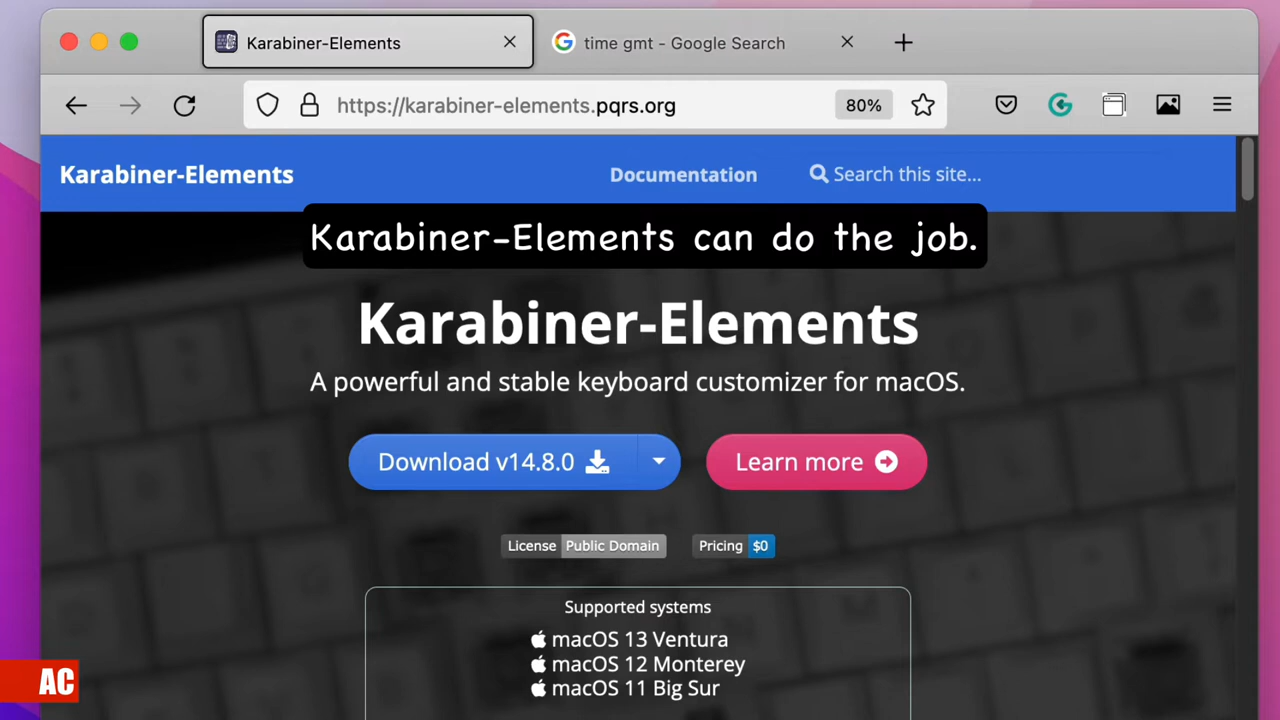 Karabiner-Elements
time gmt - Google Search
https://karabiner-elements.pqrs.org
80%
Karabiner-Elements
Documentation
Search this site...
Karabiner-Elements can do the job.
Karabiner-Elements
A powerful and stable keyboard customizer for macOS.
Download v14.8.0
Learn more
License Public Domain
Pricing $0
Supported systems
macOS 13 Ventura
macOS 12 Monterey
macOS 11 Big Sur
AC